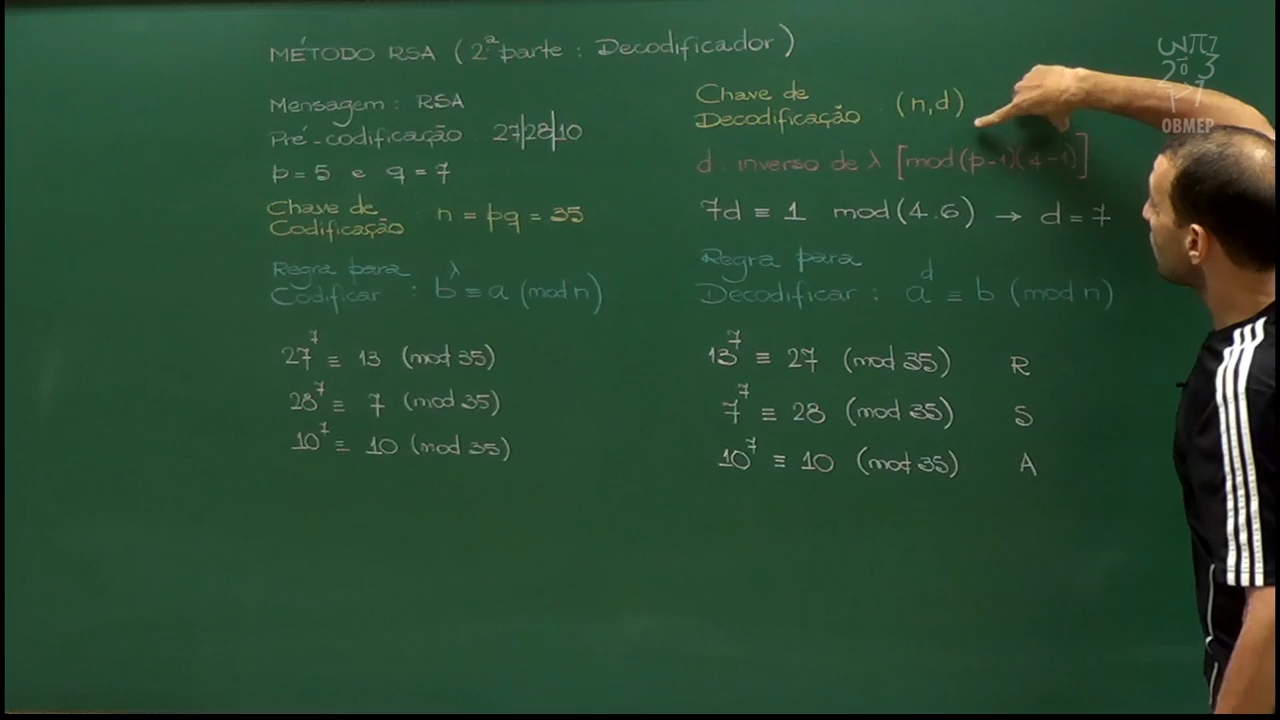 MÉTODO RSA (2ª parte : Decodificador)
Mensagem : RSA
Pré-codificação : 27|28|10
p = 5 e q = 7
Chave de
Codificação : n = pq = 35
Regra para
Codificar : b^λ ≡ a (mod n)
27^7 ≡ 13 (mod 35)
28^7 ≡ 7 (mod 35)
10^7 ≡ 10 (mod 35)
Chave de
Decodificação : (n,d)
d : inverso de λ [mod (p-1)(q-1)]
7d ≡ 1 mod (4.6) → d = 7
Regra para
Decodificar : a^d ≡ b (mod n)
13^7 ≡ 27 (mod 35) R
7^7 ≡ 28 (mod 35) S
10^7 ≡ 10 (mod 35) A
OBMEP